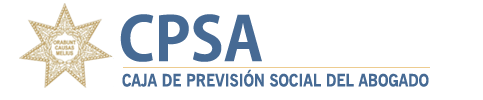 ORABUNT
CAUSAS
MELIUS
CPSA
CAJA DE PREVISIÓN SOCIAL DEL ABOGADO